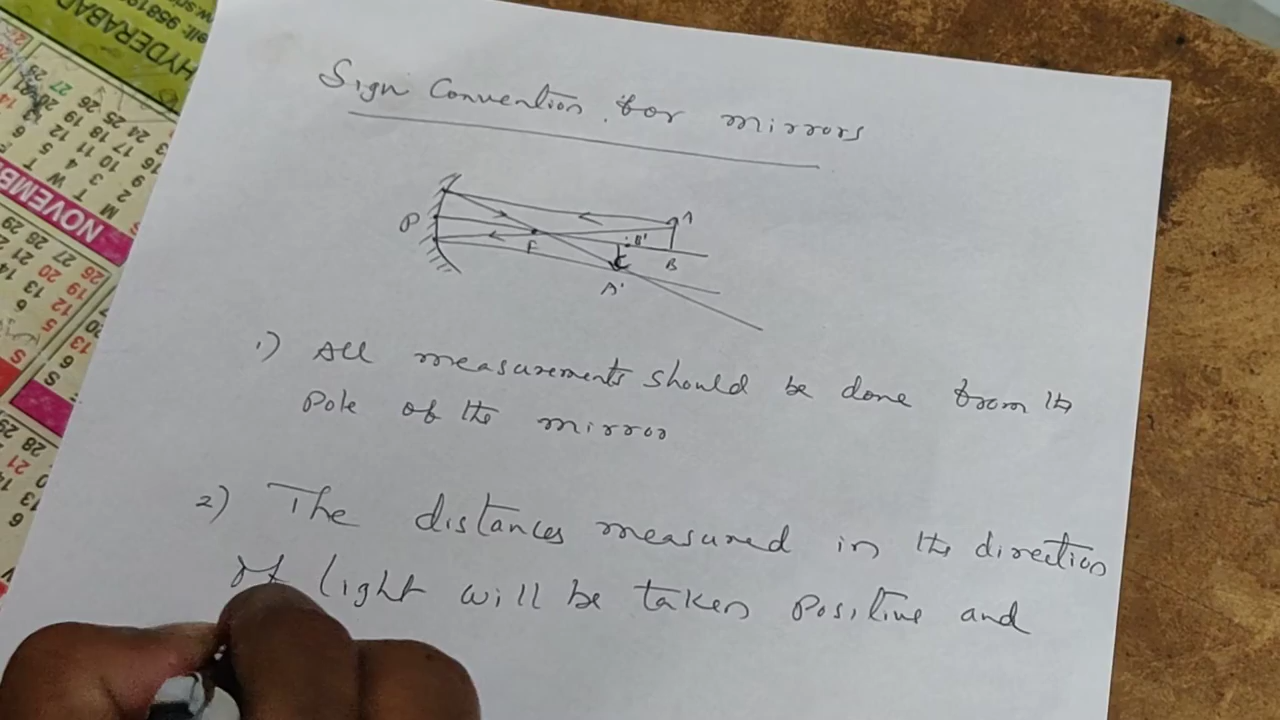 Sign Convention for mirrors
P
F
A
B'
B
C
A'
1) All measurements should be done from the
Pole of the mirror
2) The distances measured in the direction
of light will be taken positive and
HYDERABAD
NOVEMBE